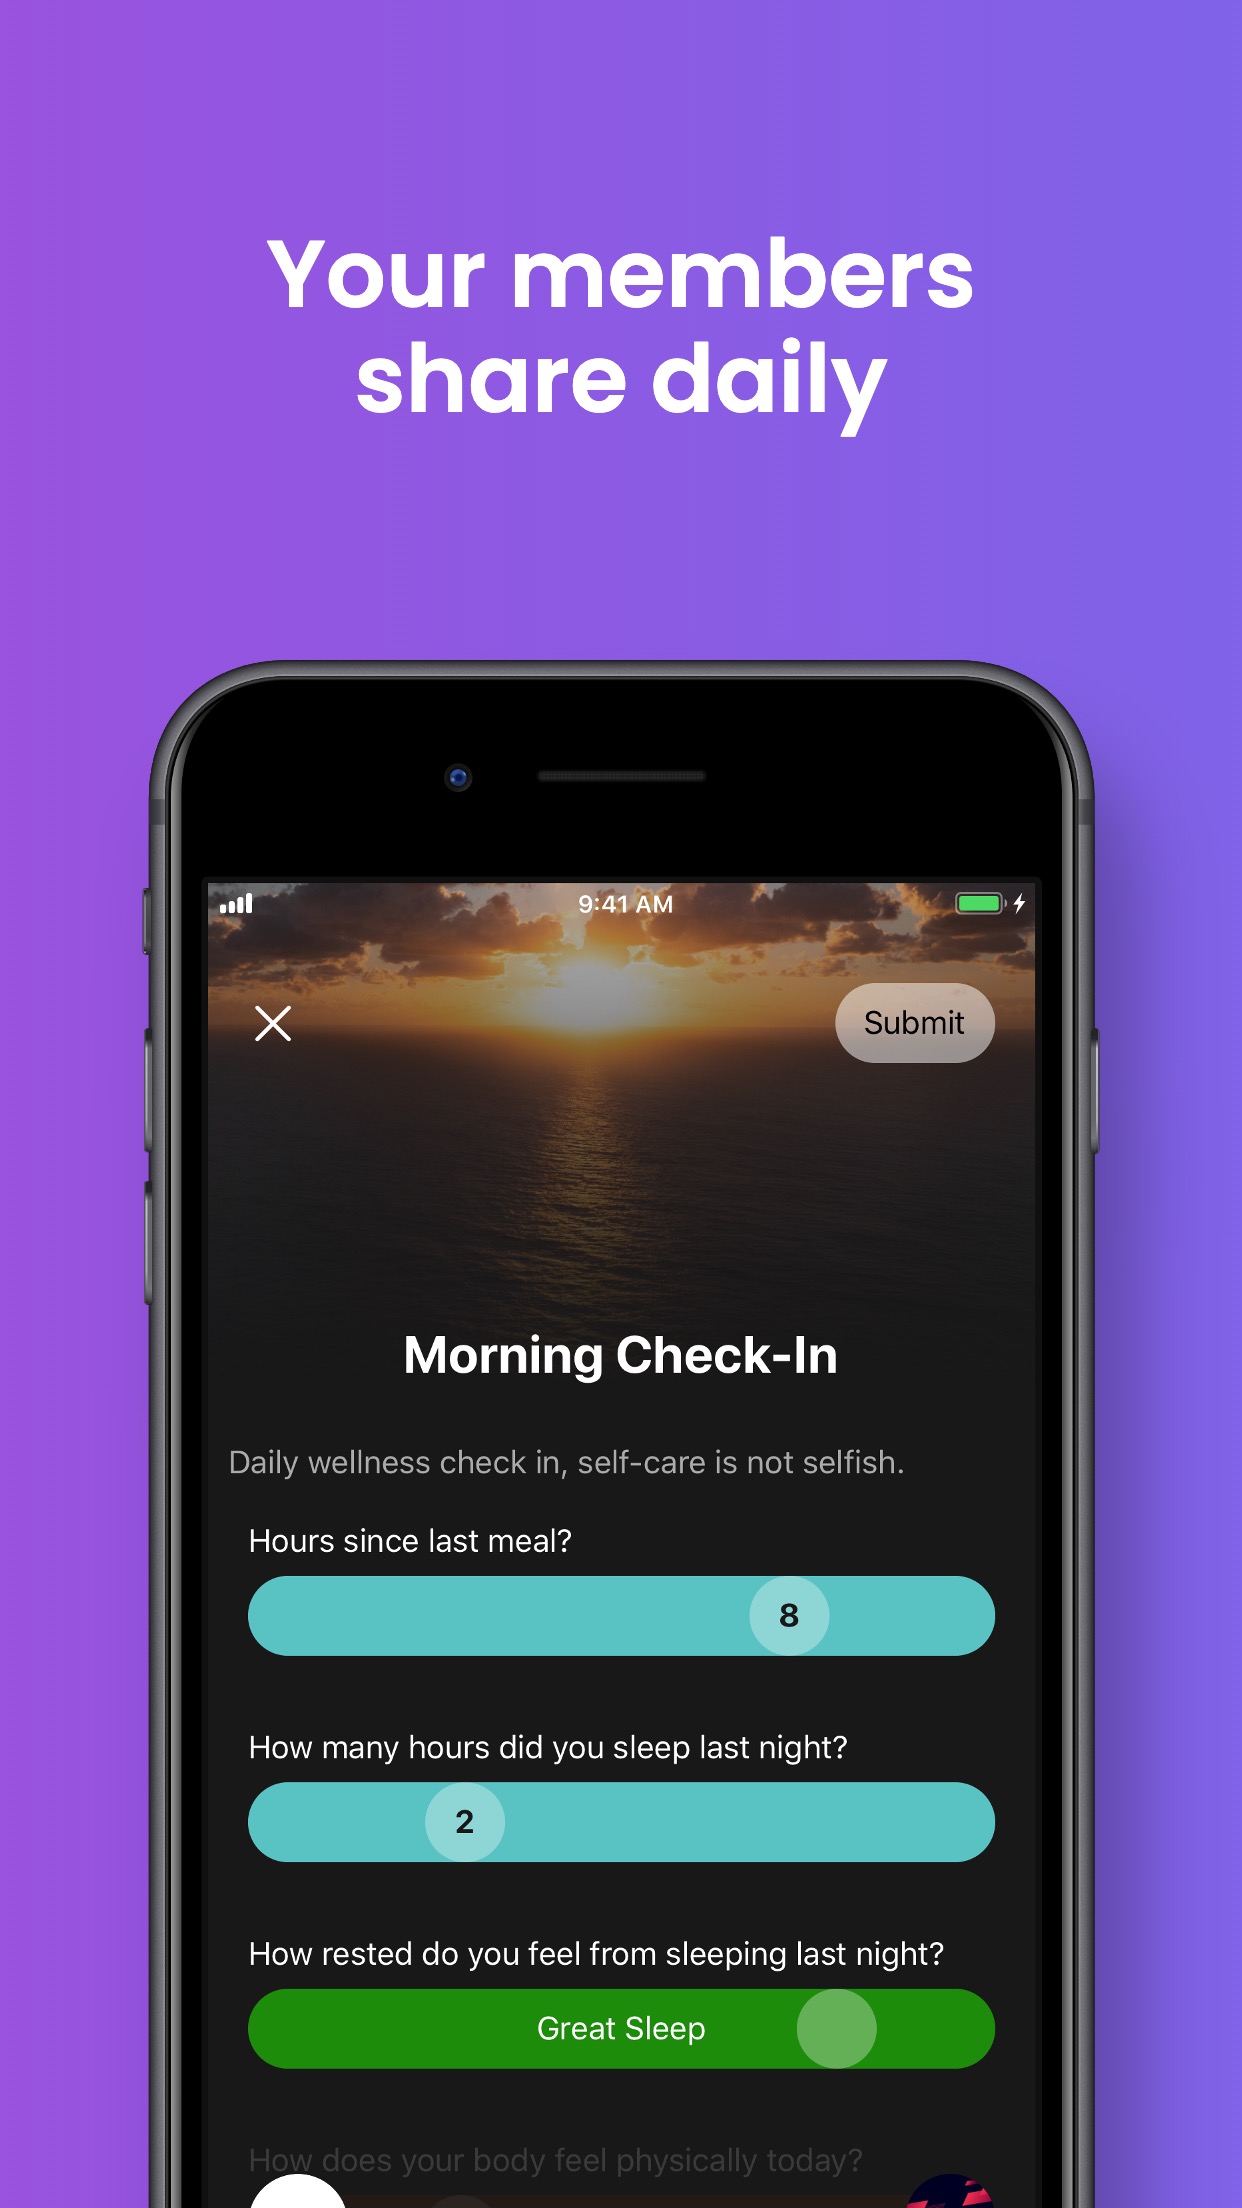 Your members
share daily
9:41 AM
Submit
Morning Check-In
Daily wellness check in, self-care is not selfish.
Hours since last meal?
8
How many hours did you sleep last night?
2
How rested do you feel from sleeping last night?
Great Sleep
How does your body feel physically today?